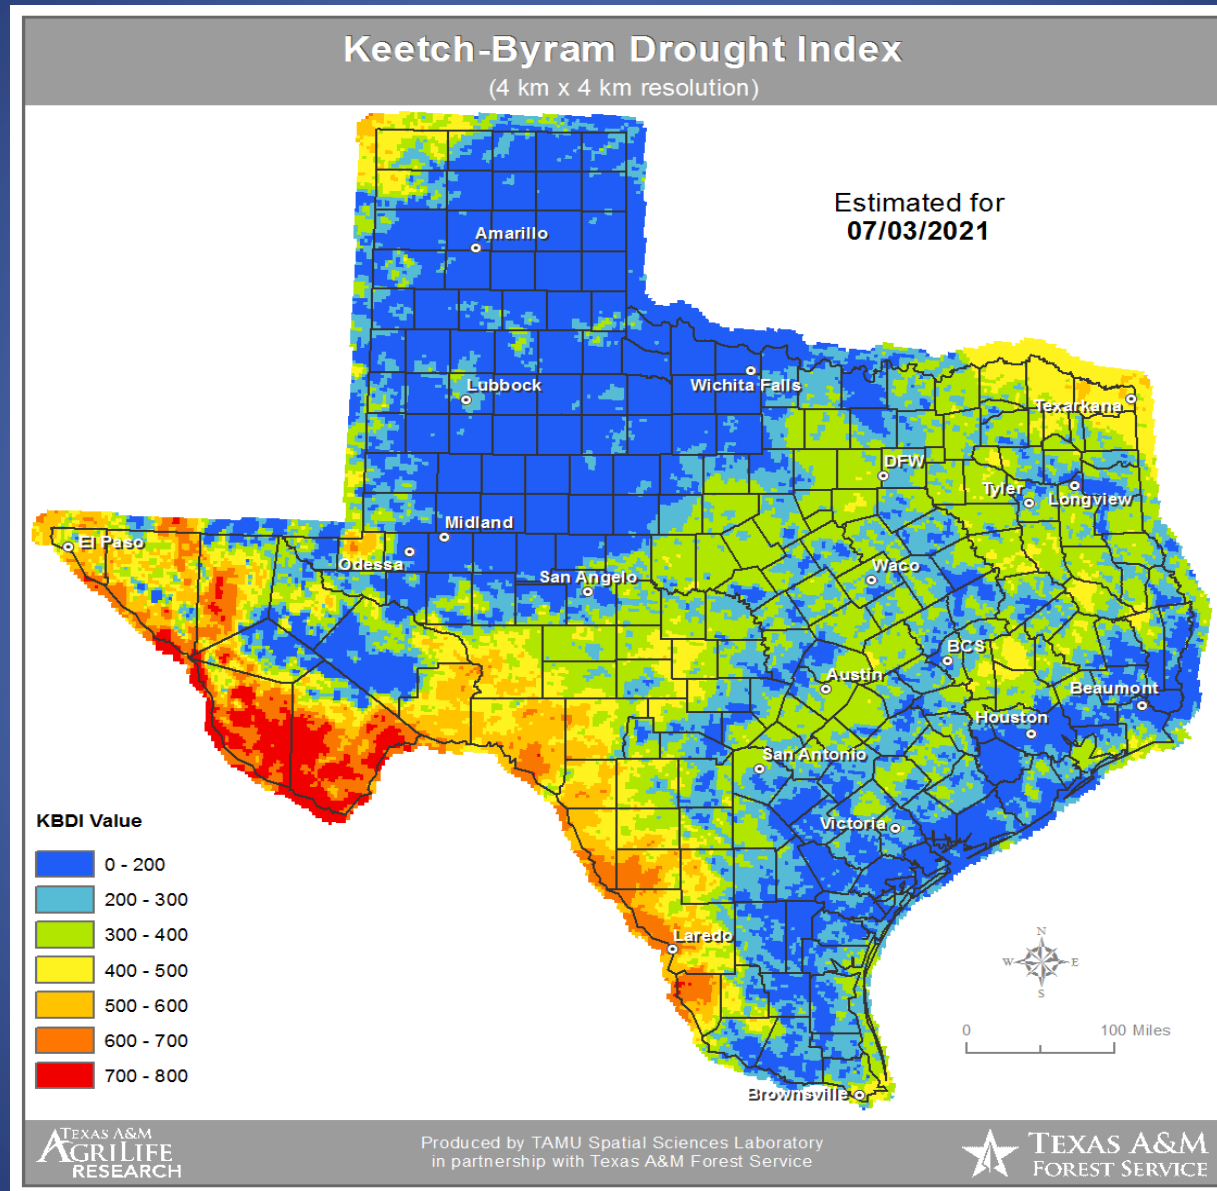 Keetch-Byram Drought Index
(4 km x 4 km resolution)
Estimated for
07/03/2021
Amarillo
Lubbock
Wichita Falls
Texarkana
DFW
Tyler
Longview
Midland
El Paso
Odessa
San Angelo
Waco
BCS
Austin
Beaumont
Houston
San Antonio
Victoria
Laredo
Brownsville
KBDI Value
0 - 200
200 - 300
300 - 400
400 - 500
500 - 600
600 - 700
700 - 800
N
W E
S
0 100 Miles
TEXAS A&M
AGRILIFE
RESEARCH
Produced by TAMU Spatial Sciences Laboratory
in partnership with Texas A&M Forest Service
TEXAS A&M
FOREST SERVICE